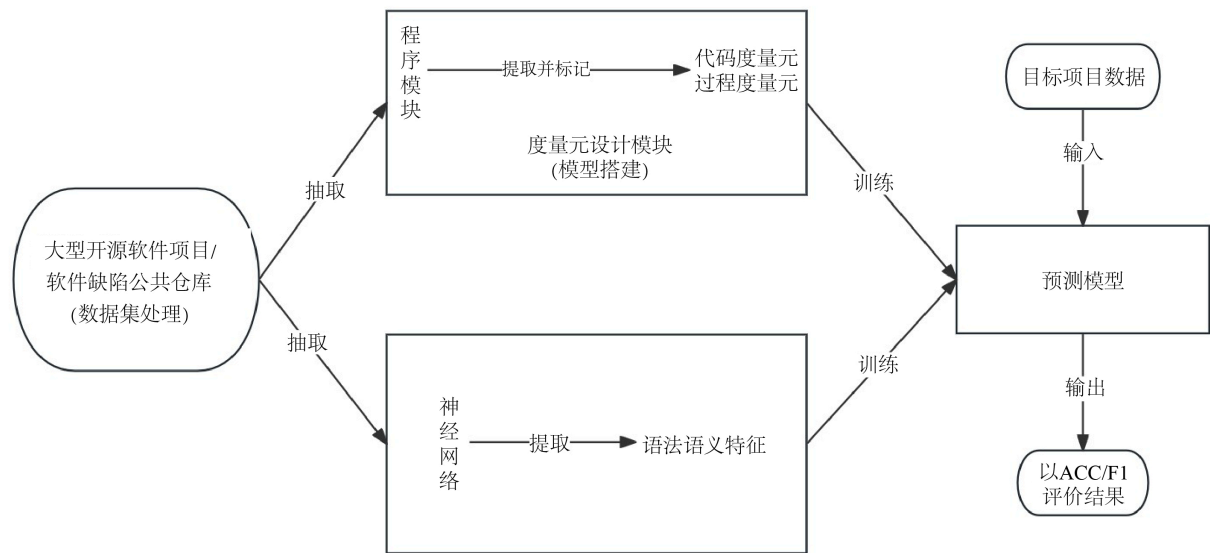 大型开源软件项目/
软件缺陷公共仓库
(数据集处理)
抽取
抽取
程序模块
提取并标记
代码度量元
过程度量元
度量元设计模块
(模型搭建)
神经网络
提取
语法语义特征
训练
训练
目标项目数据
输入
预测模型
输出
以ACC/F1
评价结果